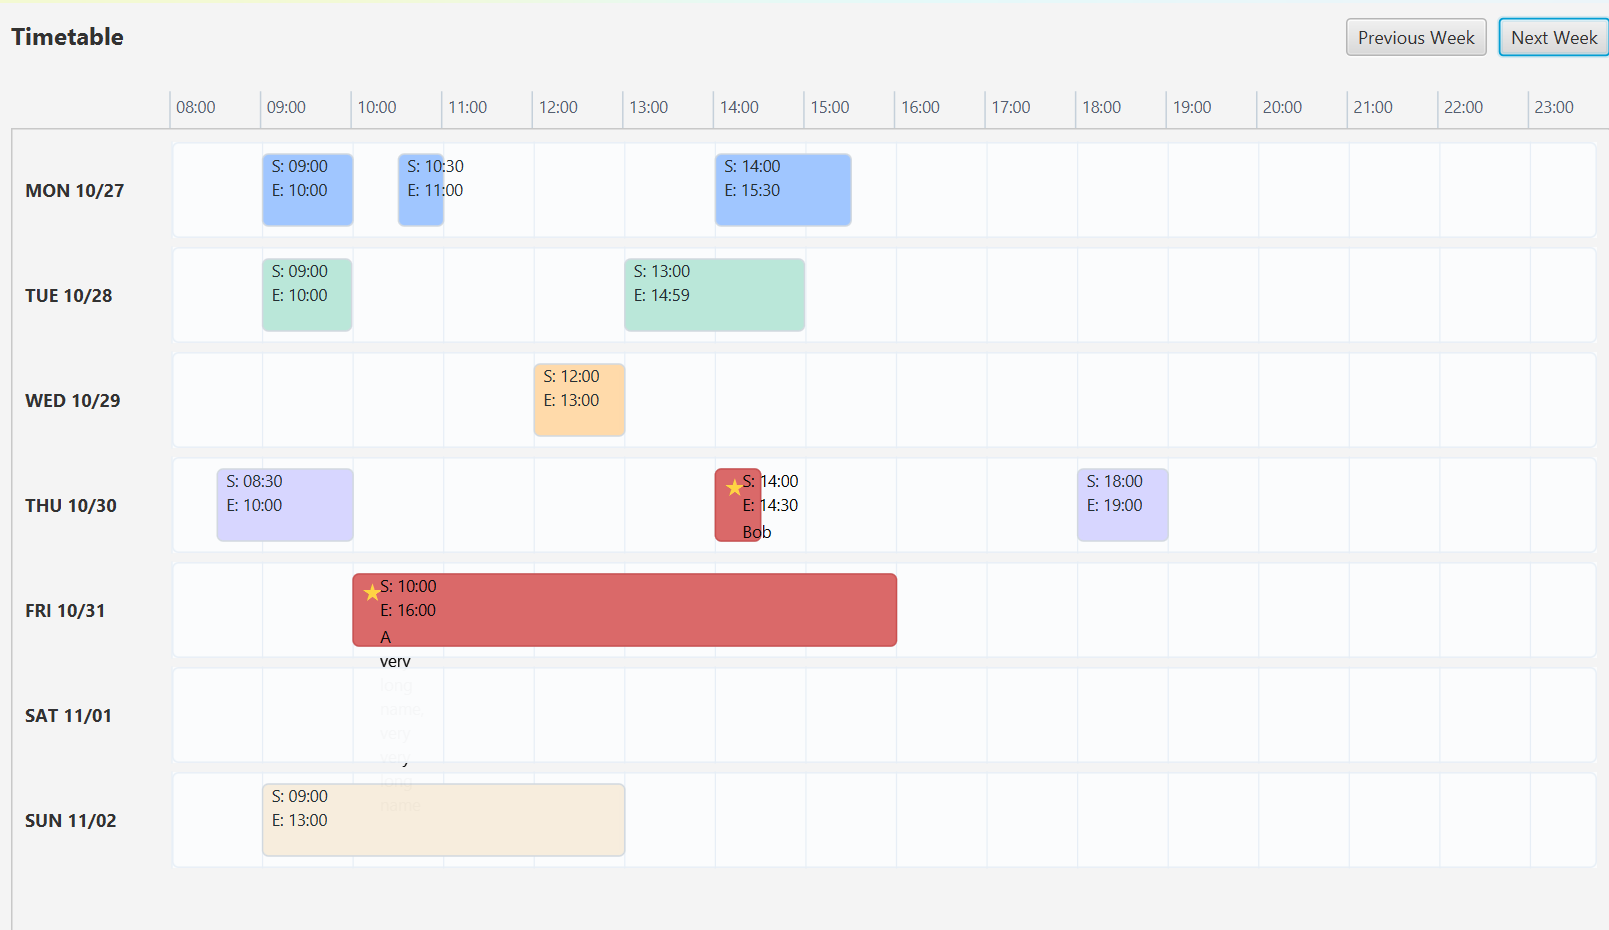 Timetable
Previous Week
Next Week
08:00 09:00 10:00 11:00 12:00 13:00 14:00 15:00 16:00 17:00 18:00 19:00 20:00 21:00 22:00 23:00
MON 10/27
S: 09:00
E: 10:00
S: 10:30
E: 11:00
S: 14:00
E: 15:30
TUE 10/28
S: 09:00
E: 10:00
S: 13:00
E: 14:59
WED 10/29
S: 12:00
E: 13:00
THU 10/30
S: 08:30
E: 10:00
S: 14:00
E: 14:30
Bob
S: 18:00
E: 19:00
FRI 10/31
S: 10:00
E: 16:00
A
very
long
name
very
very
long
name
SAT 11/01
SUN 11/02
S: 09:00
E: 13:00